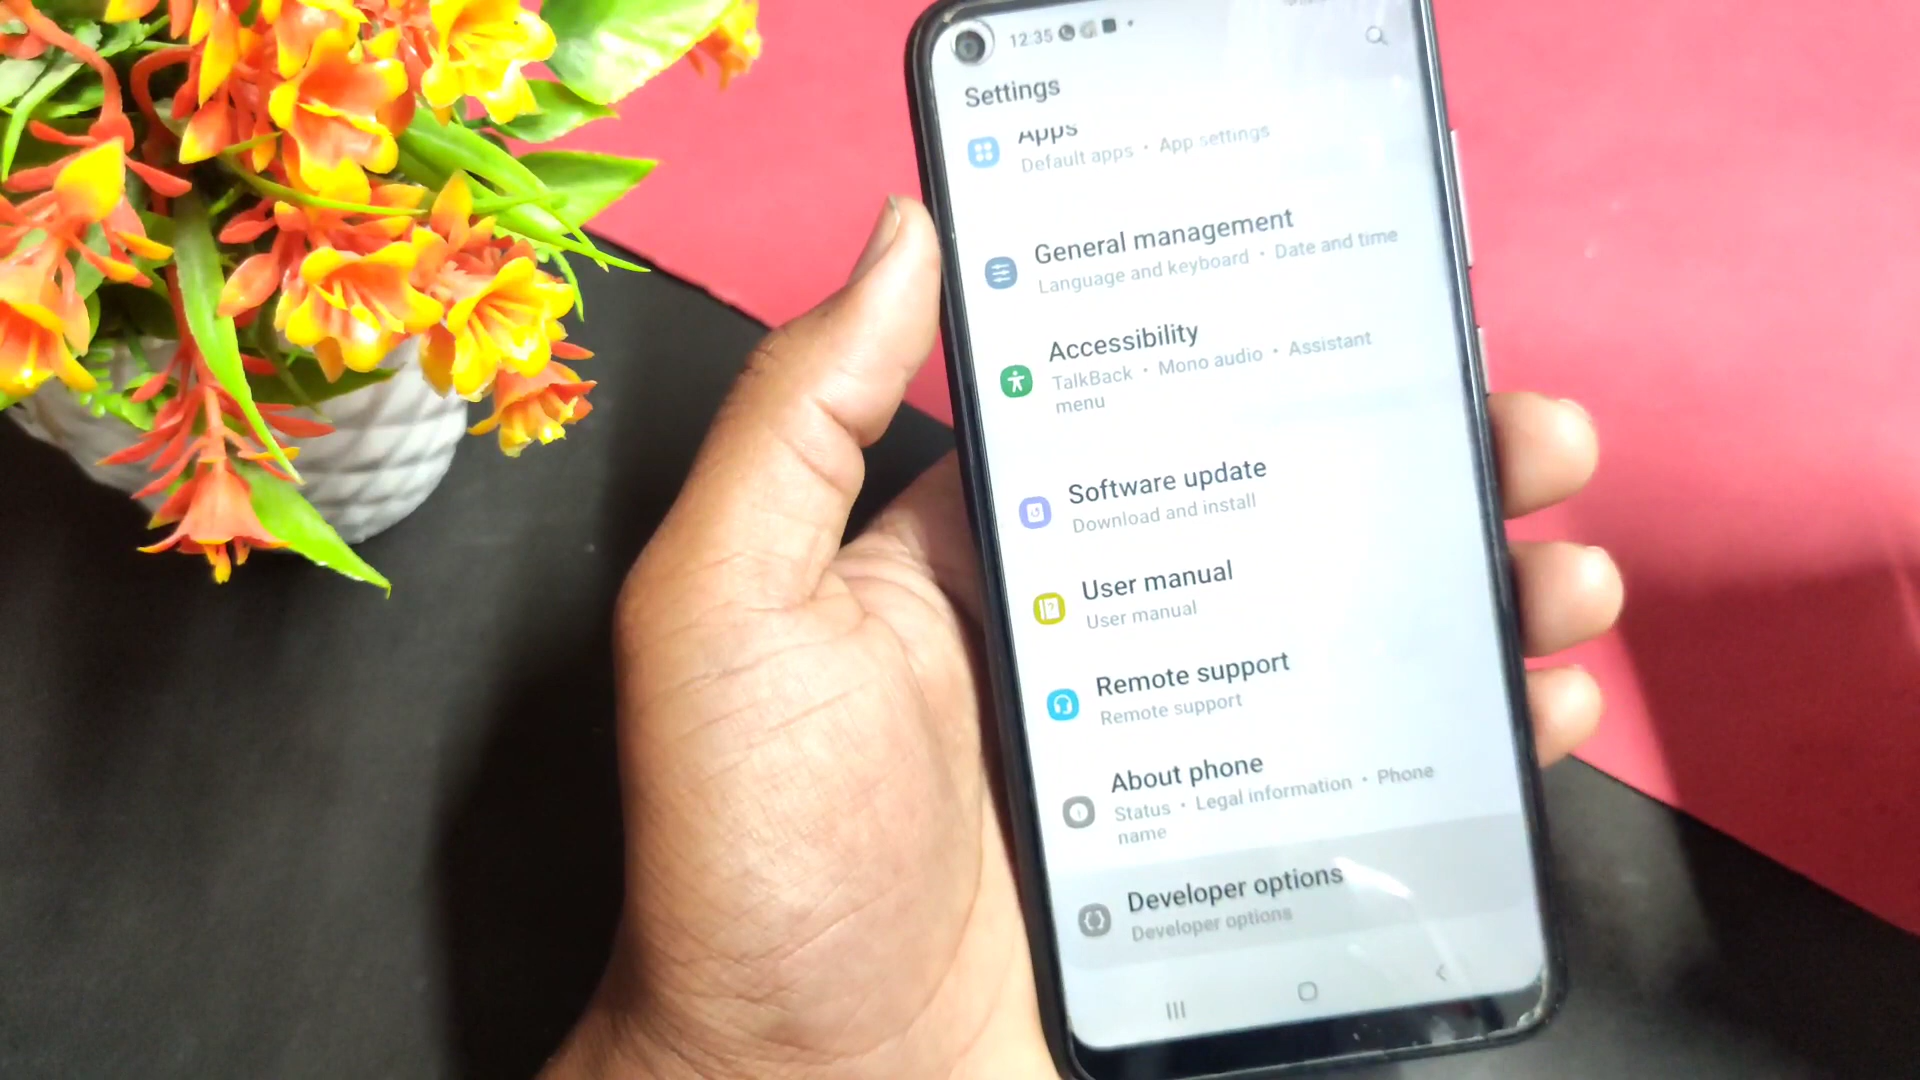 12:35
Settings
Apps
Default apps • App settings
General management
Language and keyboard • Date and time
Accessibility
TalkBack • Mono audio • Assistant
menu
Software update
Download and install
User manual
User manual
Remote support
Remote support
About phone
Status • Legal information • Phone
name
Developer options
Developer options